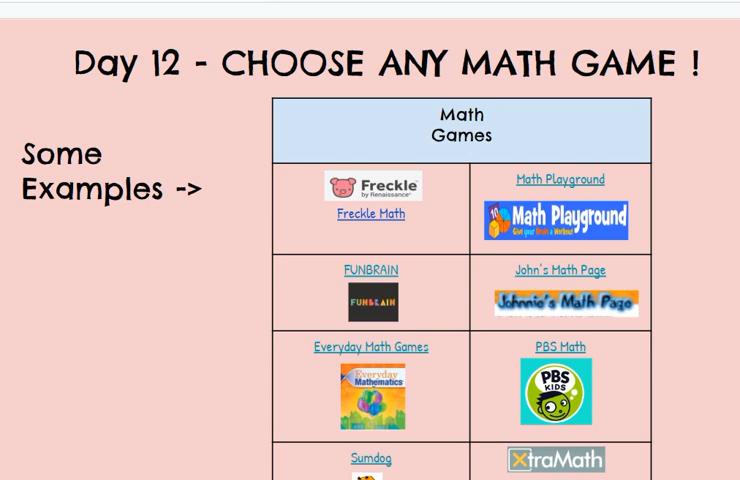 Day 12 - CHOOSE ANY MATH GAME !
Some
Examples ->
Math
Games
Freckle
by Renaissance
Freckle Math
Math Playground
10
Math Playground
Give your Brain a Workout
FUNBRAIN
FUNBRAIN
John's Math Page
Johnnie's Math Page
Everyday Math Games
Everyday
Mathematics
PBS Math
PBS
KIDS
Sumdog
XtraMath